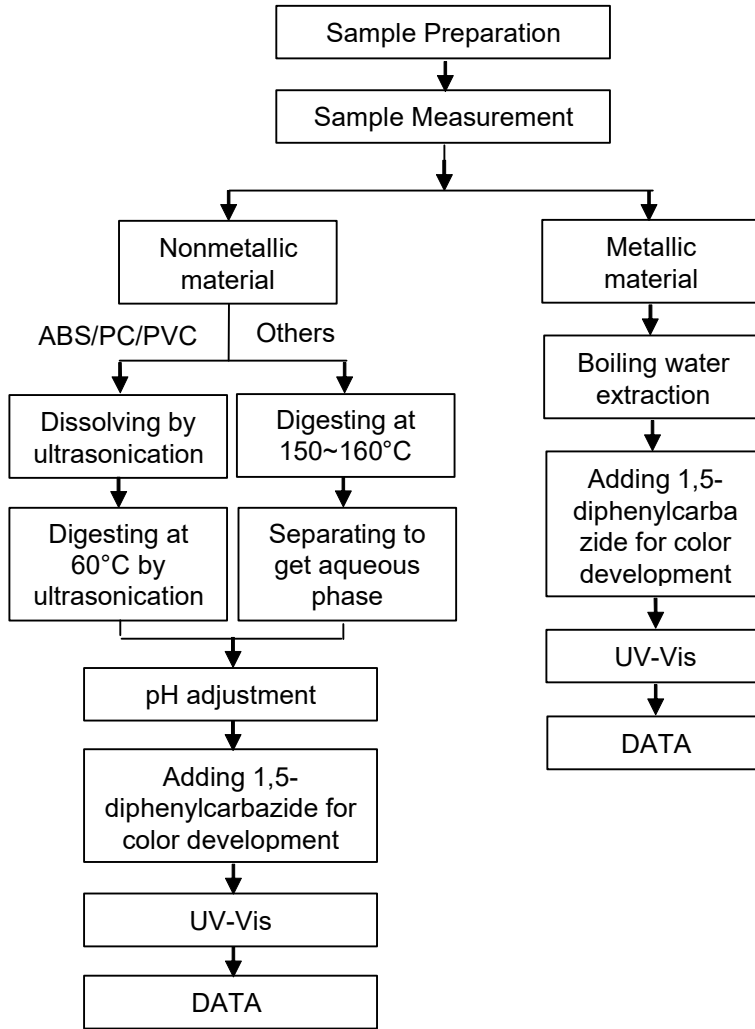 Sample Preparation
Sample Measurement
Nonmetallic
material
Metallic
material
ABS/PC/PVC
Others
Boiling water
extraction
Dissolving by
ultrasonication
Digesting at
150~160°C
Adding 1,5-
diphenylcarba
zide for color
development
Digesting at
60°C by
ultrasonication
Separating to
get aqueous
phase
UV-Vis
pH adjustment
DATA
Adding 1,5-
diphenylcarbazide for
color development
UV-Vis
DATA